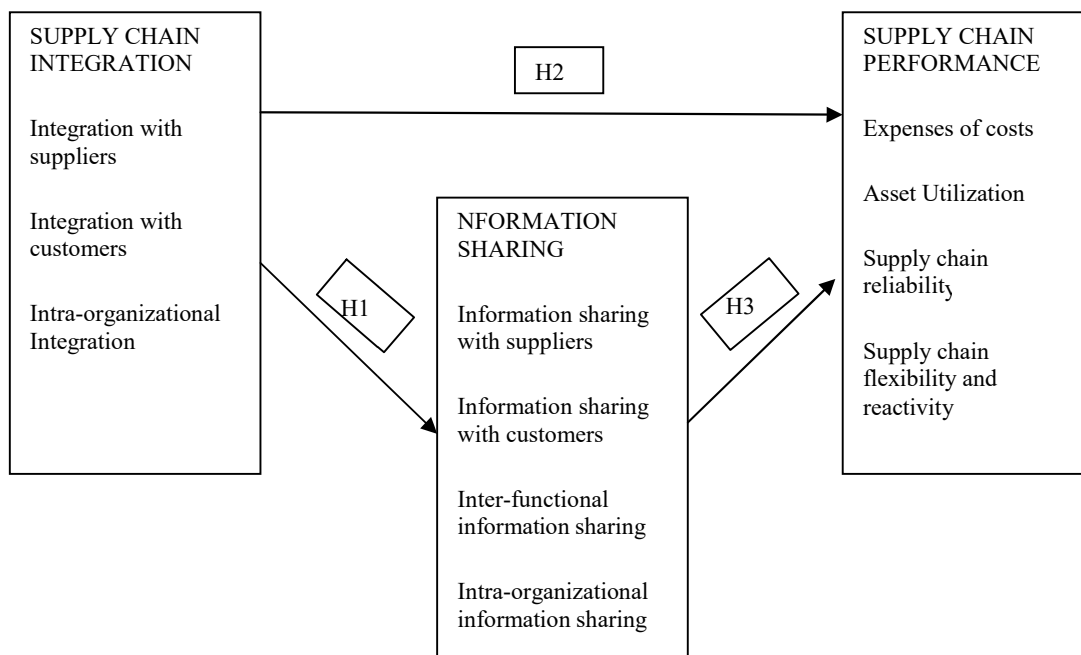 SUPPLY CHAIN
INTEGRATION
Integration with
suppliers
Integration with
customers
Intra-organizational
Integration
H2
H1
NFORMATION
SHARING
Information sharing
with suppliers
Information sharing
with customers
Inter-functional
information sharing
Intra-organizational
information sharing
H3
SUPPLY CHAIN
PERFORMANCE
Expenses of costs
Asset Utilization
Supply chain
reliability
Supply chain
flexibility and
reactivity